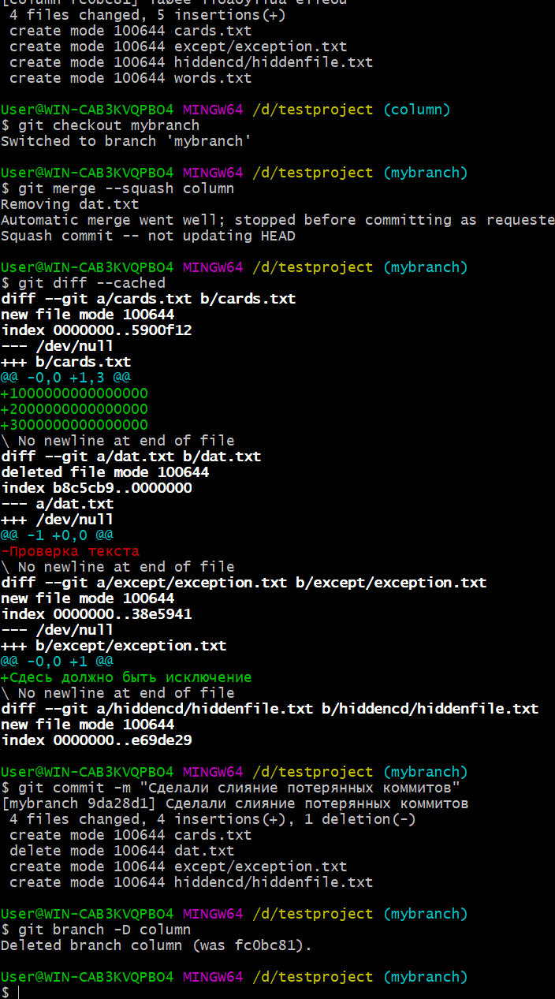 4 files changed, 5 insertions(+)
create mode 100644 cards.txt
create mode 100644 except/exception.txt
create mode 100644 hiddencd/hiddenfile.txt
create mode 100644 words.txt
User@WIN-CAB3KVQPBO4 MINGW64 /d/testproject (column)
$ git checkout mybranch
Switched to branch 'mybranch'
User@WIN-CAB3KVQPBO4 MINGW64 /d/testproject (mybranch)
$ git merge --squash column
Removing dat.txt
Automatic merge went well; stopped before committing as requeste
Squash commit -- not updating HEAD
User@WIN-CAB3KVQPBO4 MINGW64 /d/testproject (mybranch)
$ git diff --cached
diff --git a/cards.txt b/cards.txt
new file mode 100644
index 0000000..5900f12
--- /dev/null
+++ b/cards.txt
@@ -0,0 +1,3 @@
+1000000000000000
+2000000000000000
+3000000000000000
\ No newline at end of file
diff --git a/dat.txt b/dat.txt
deleted file mode 100644
index b8c5cb9..0000000
--- a/dat.txt
+++ /dev/null
@@ -1 +0,0 @@
-Проверка текста
\ No newline at end of file
diff --git a/except/exception.txt b/except/exception.txt
new file mode 100644
index 0000000..38e5941
--- /dev/null
+++ b/except/exception.txt
@@ -0,0 +1 @@
+Сдесь должно быть исключение
\ No newline at end of file
diff --git a/hiddencd/hiddenfile.txt b/hiddencd/hiddenfile.txt
new file mode 100644
index 0000000..e69de29
User@WIN-CAB3KVQPBO4 MINGW64 /d/testproject (mybranch)
$ git commit -m "Сделали слияние потерянных коммитов"
[mybranch 9da28d1] Сделали слияние потерянных коммитов
4 files changed, 4 insertions(+), 1 deletion(-)
create mode 100644 cards.txt
delete mode 100644 dat.txt
create mode 100644 except/exception.txt
create mode 100644 hiddencd/hiddenfile.txt
User@WIN-CAB3KVQPBO4 MINGW64 /d/testproject (mybranch)
$ git branch -D column
Deleted branch column (was fc0bc81).
User@WIN-CAB3KVQPBO4 MINGW64 /d/testproject (mybranch)
$